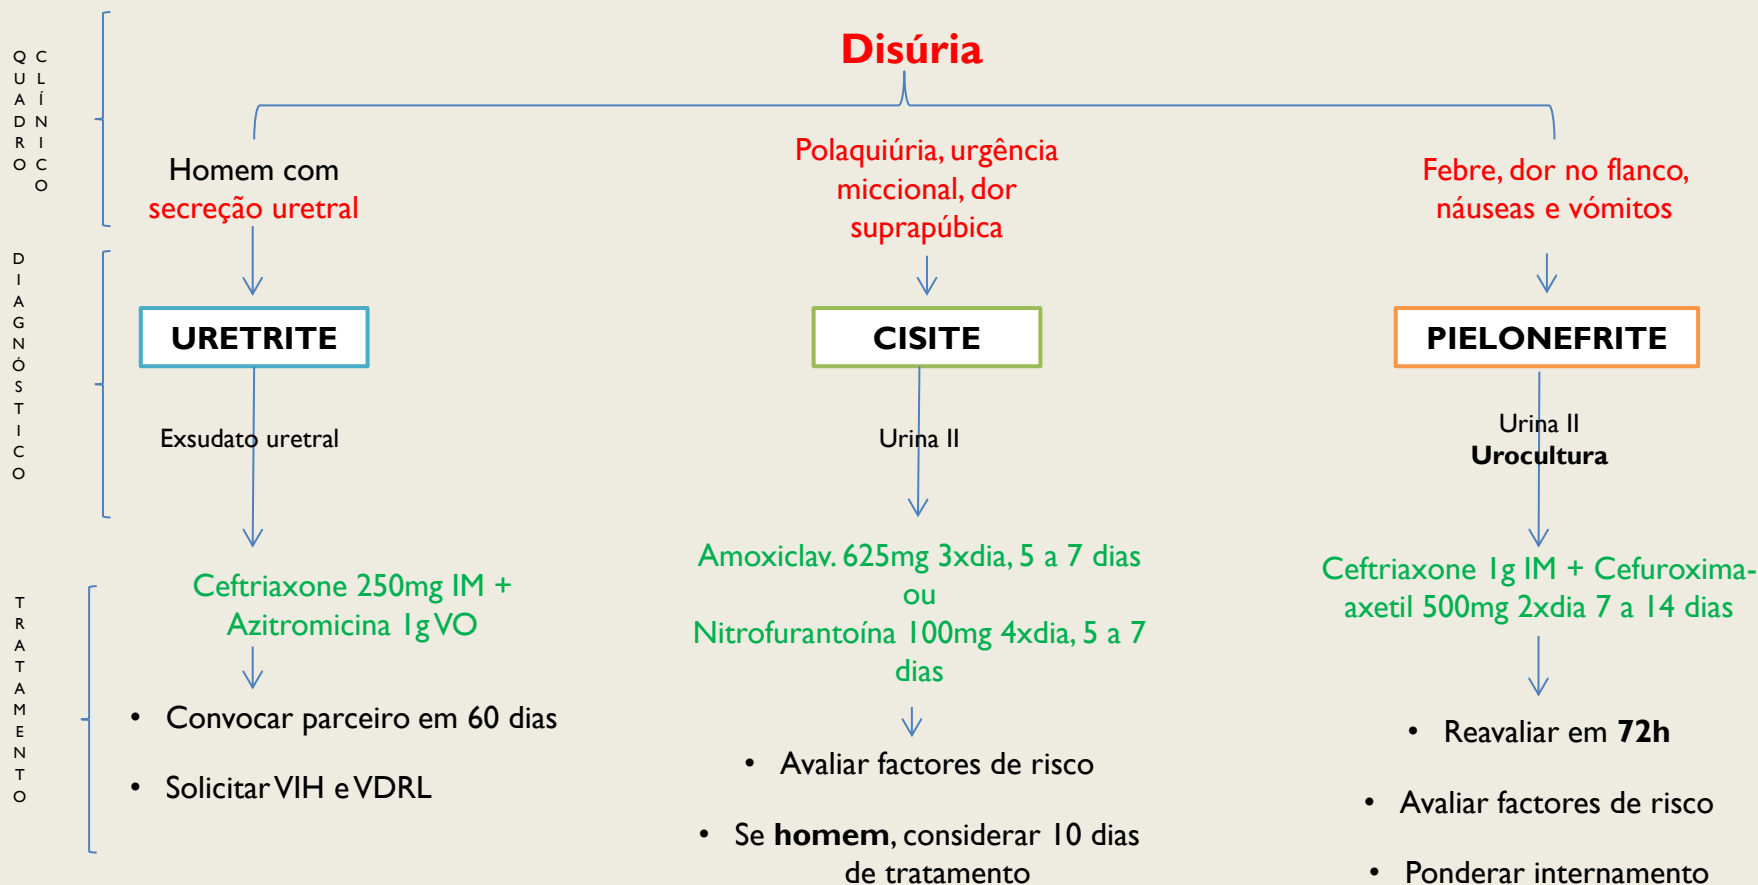 QUADRO
CLÍNICO
Disúria
Homem com
secreção uretral
Polaquiúria, urgência
miccional, dor
suprapúbica
Febre, dor no flanco,
náuseas e vómitos
DIAGNÓSTICO
URETRITE
CISITE
PIELONEFRITE
Exsudato uretral
Urina II
Urina II
Urocultura
TRATAMENTO
Ceftriaxone 250mg IM +
Azitromicina 1g VO
Amoxiclav. 625mg 3xdia, 5 a 7 dias
ou
Nitrofurantoína 100mg 4xdia, 5 a 7
dias
Ceftriaxone 1g IM + Cefuroxima-
axetil 500mg 2xdia 7 a 14 dias
• Convocar parceiro em 60 dias
• Solicitar VIH e VDRL
• Avaliar factores de risco
• Se homem, considerar 10 dias
de tratamento
• Reavaliar em 72h
• Avaliar factores de risco
• Ponderar internamento